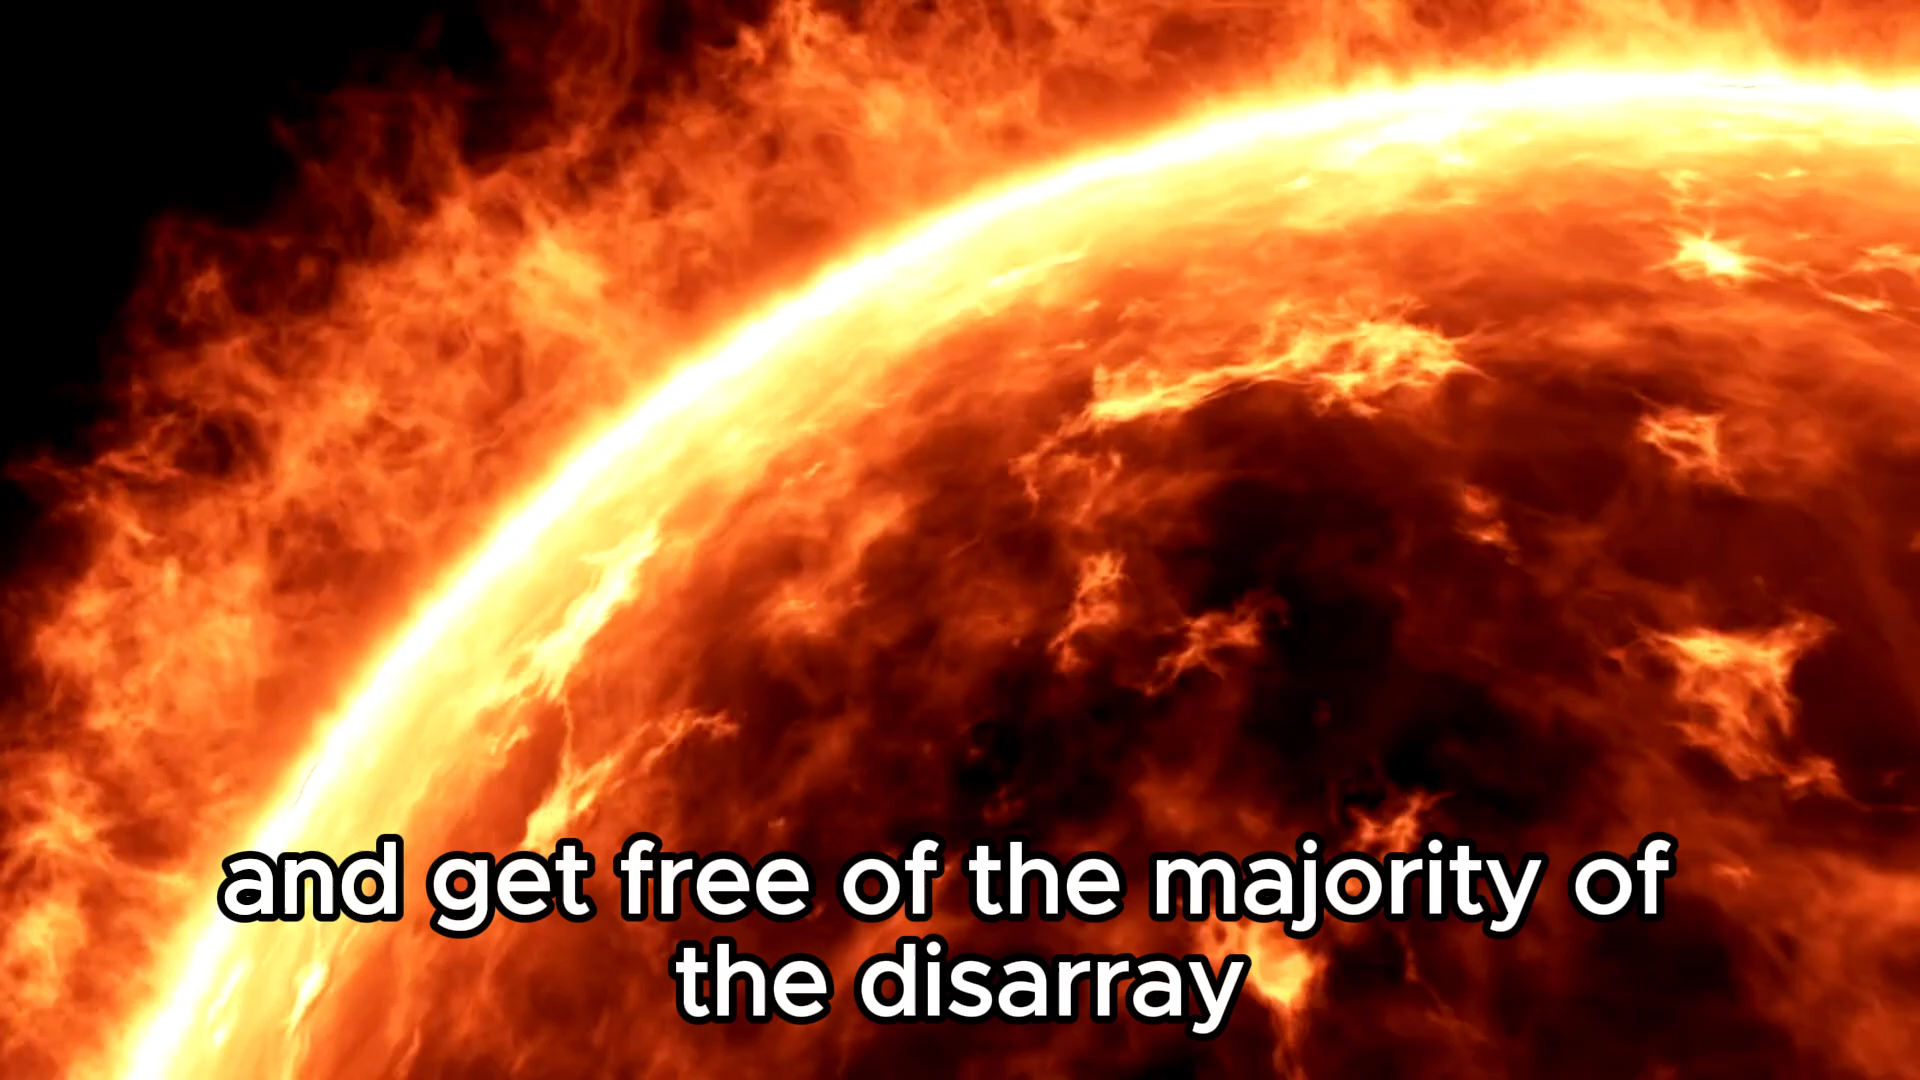 and get free of the majority of
the disarray